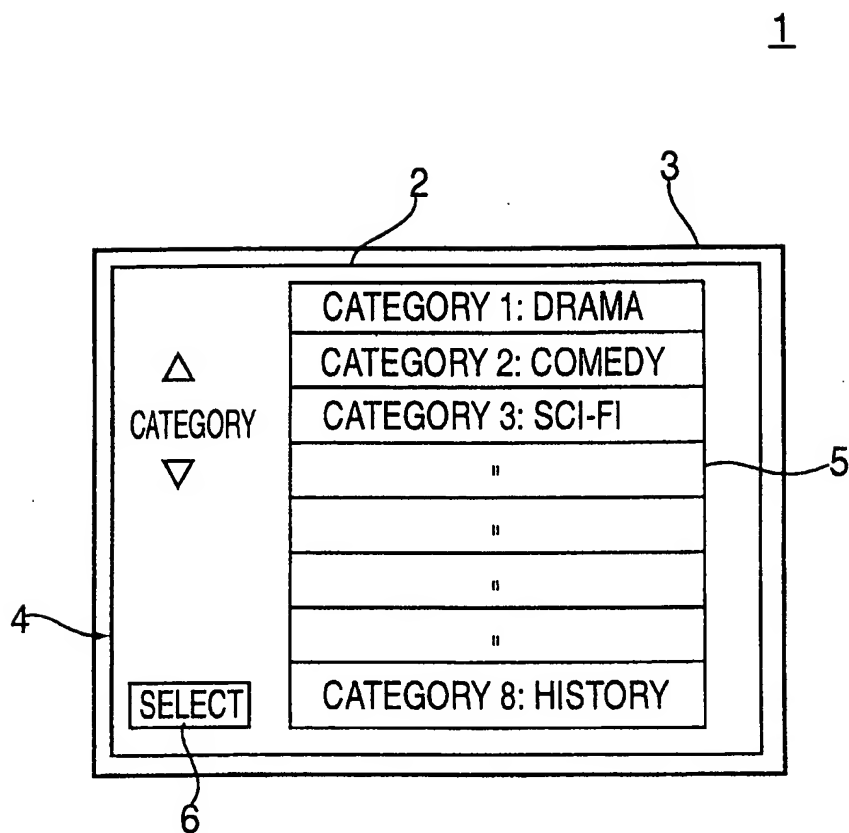 1
2
3
CATEGORY 1: DRAMA
CATEGORY 2: COMEDY
△
CATEGORY
▽
CATEGORY 3: SCI-FI
"
"
"
"
5
4
SELECT
CATEGORY 8: HISTORY
6